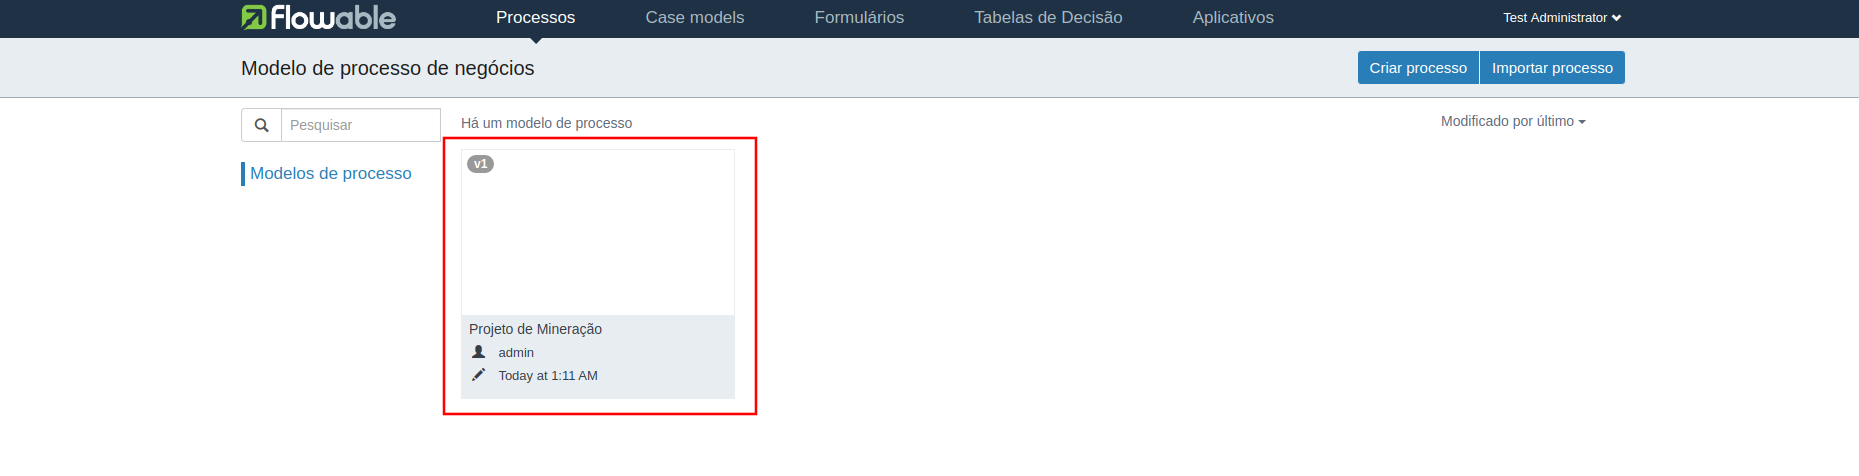 flowable Processos Case models Formulários Tabelas de Decisão Aplicativos Test Administrator
Modelo de processo de negócios Criar processo Importar processo
Pesquisar Há um modelo de processo Modificado por último
v1
Modelos de processo
Projeto de Mineração
admin
Today at 1:11 AM